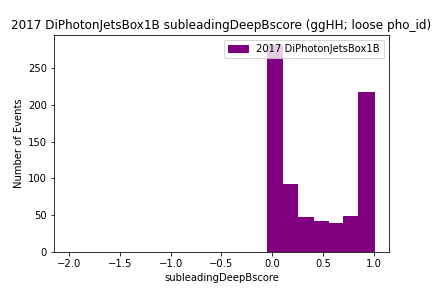 2017 DiPhotonJetsBox1B subleadingDeepBscore (ggHH; loose pho_id)
2017 DiPhotonJetsBox1B
Number of Events
250
200
150
100
50
0
−2.0 −1.5 −1.0 −0.5 0.0 0.5 1.0
subleadingDeepBscore